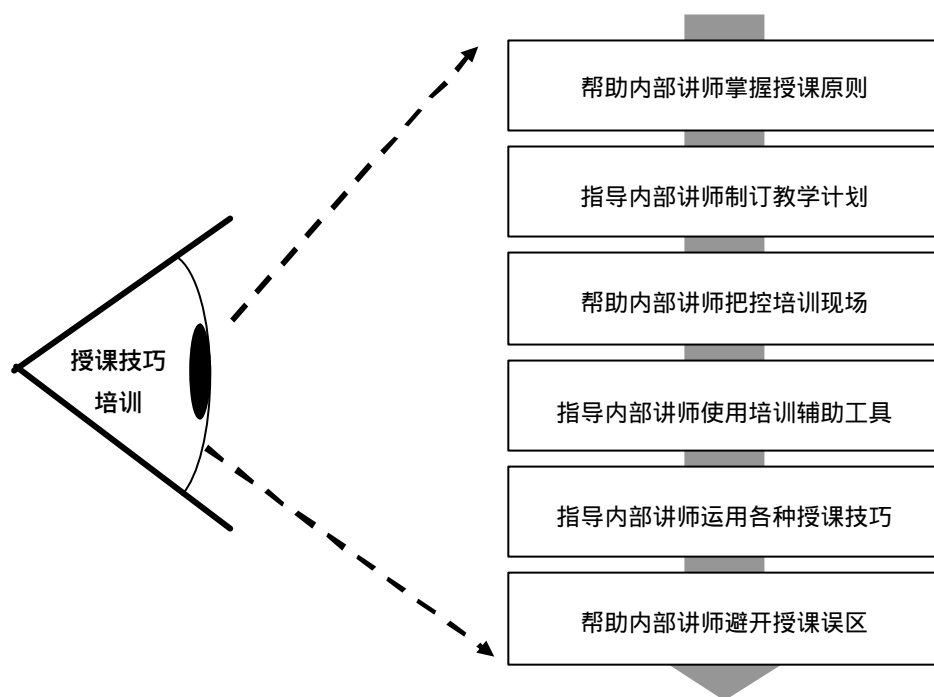 授课技巧
培训
帮助内部讲师掌握授课原则
指导内部讲师制订教学计划
帮助内部讲师把控培训现场
指导内部讲师使用培训辅助工具
指导内部讲师运用各种授课技巧
帮助内部讲师避开授课误区